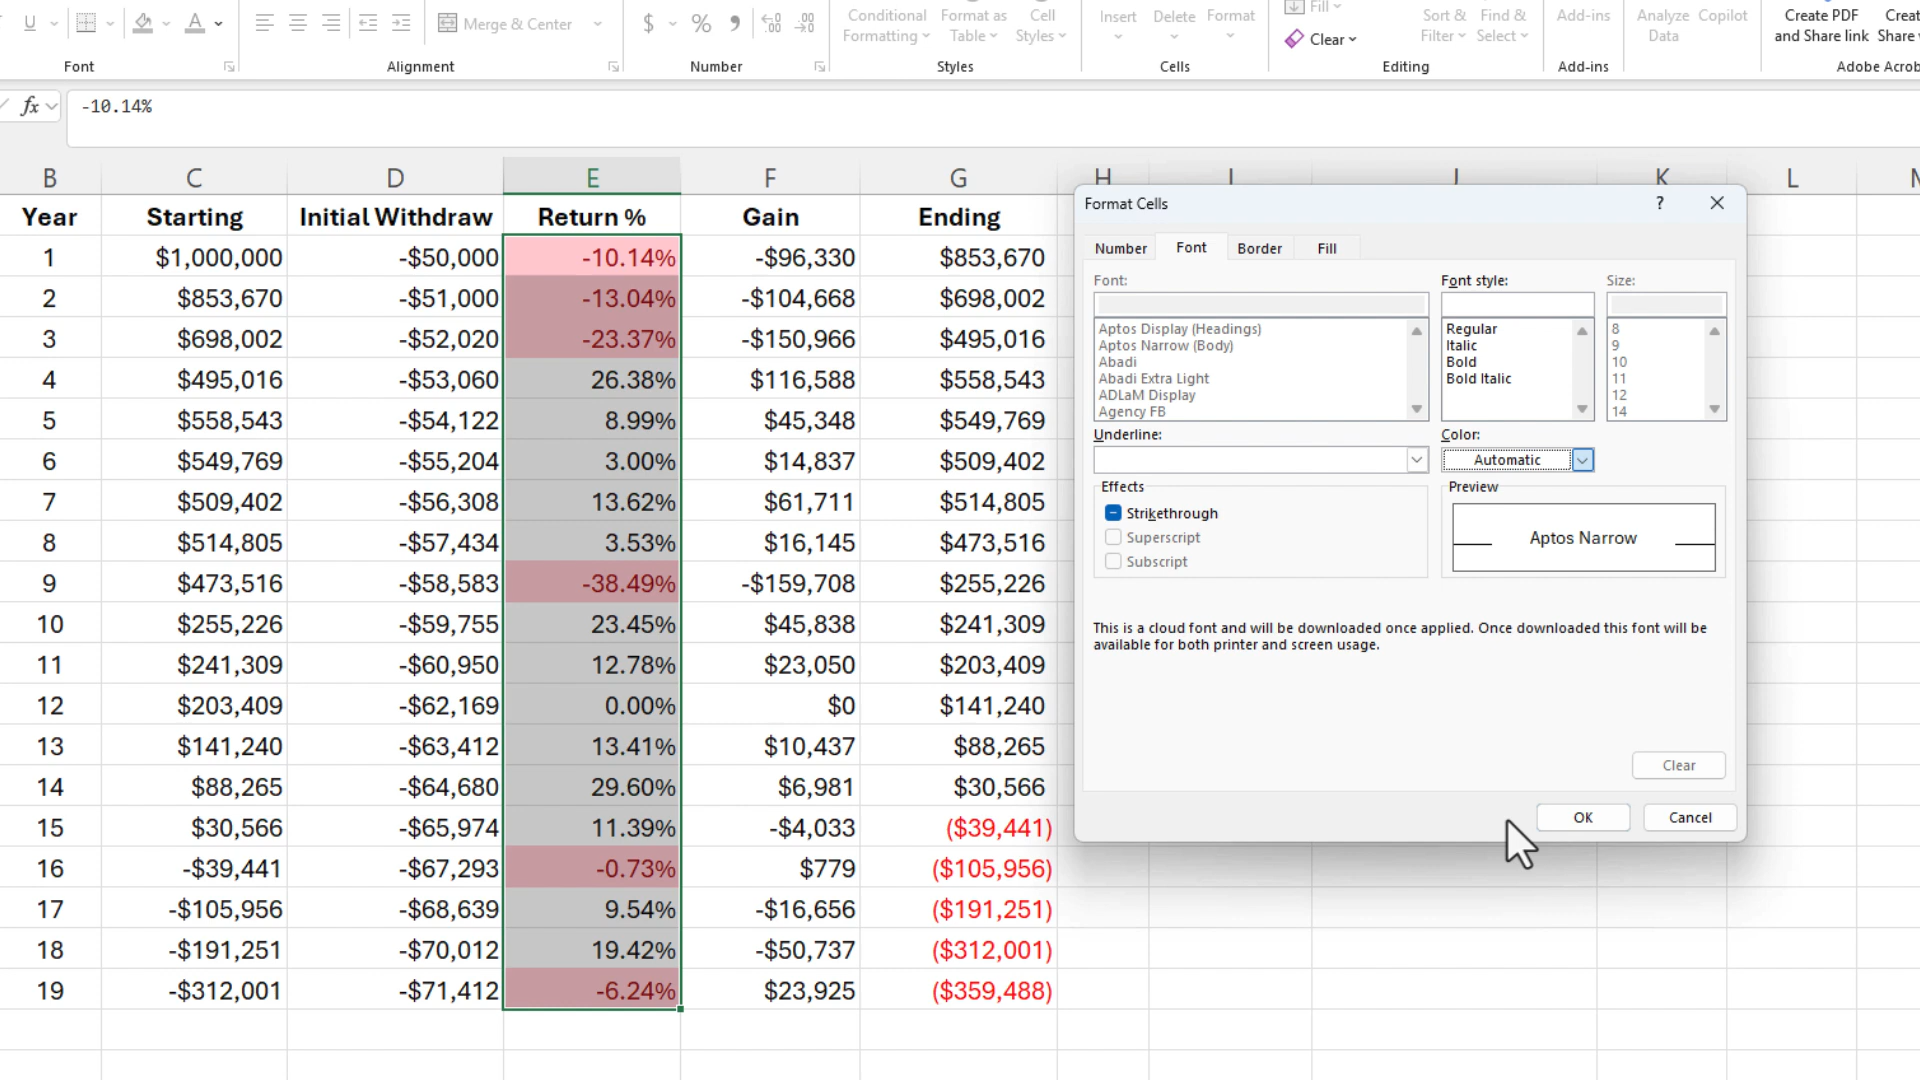 U A Merge & Center $ % 9 .00
Conditional Format as Cell
Formatting Table Styles
Insert Delete Format
Fill
Clear
Sort & Find &
Filter Select
Add-ins
Analyze Copilot
Data
Create PDF
and Share link
Creat
Share
Font Alignment Number Styles Cells Editing Add-ins Adobe Acrob
fx -10.14%
B C D E F G H I J K L M
Year Starting Initial Withdraw Return % Gain Ending
1 $1,000,000 -$50,000 -10.14% -$96,330 $853,670
2 $853,670 -$51,000 -13.04% -$104,668 $698,002
3 $698,002 -$52,020 -23.37% -$150,966 $495,016
4 $495,016 -$53,060 26.38% $116,588 $558,543
5 $558,543 -$54,122 8.99% $45,348 $549,769
6 $549,769 -$55,204 3.00% $14,837 $509,402
7 $509,402 -$56,308 13.62% $61,711 $514,805
8 $514,805 -$57,434 3.53% $16,145 $473,516
9 $473,516 -$58,583 -38.49% -$159,708 $255,226
10 $255,226 -$59,755 23.45% $45,838 $241,309
11 $241,309 -$60,950 12.78% $23,050 $203,409
12 $203,409 -$62,169 0.00% $0 $141,240
13 $141,240 -$63,412 13.41% $10,437 $88,265
14 $88,265 -$64,680 29.60% $6,981 $30,566
15 $30,566 -$65,974 11.39% -$4,033 ($39,441)
16 -$39,441 -$67,293 -0.73% $779 ($105,956)
17 -$105,956 -$68,639 9.54% -$16,656 ($191,251)
18 -$191,251 -$70,012 19.42% -$50,737 ($312,001)
19 -$312,001 -$71,412 -6.24% $23,925 ($359,488)
Format Cells ?
Number Font Border Fill
Font: Font style: Size:
Aptos Display (Headings) Regular 8
Aptos Narrow (Body) Italic 9
Abadi Bold 10
Abadi Extra Light Bold Italic 11
ADLaM Display 12
Agency FB 14
Underline: Color:
Automatic
Effects Preview
Strikethrough
Superscript Aptos Narrow
Subscript
This is a cloud font and will be downloaded once applied. Once downloaded this font will be
available for both printer and screen usage.
Clear
OK Cancel